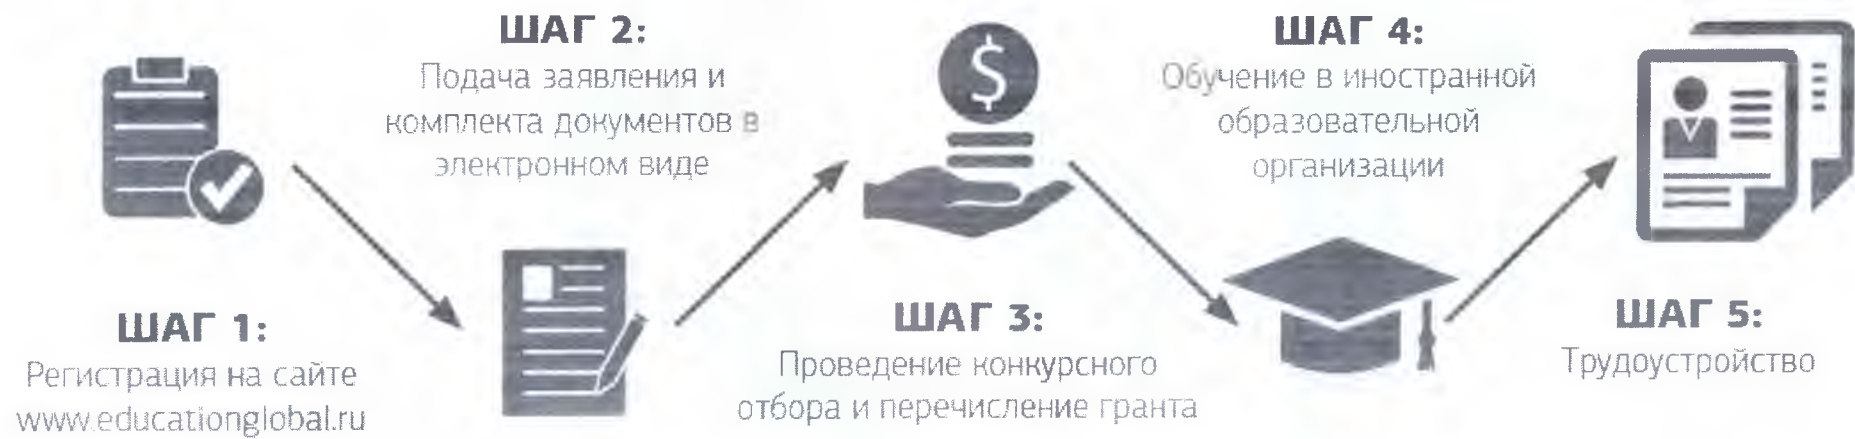 ШАГ 1:
Регистрация на сайте
www.educationglobal.ru
ШАГ 2:
Подача заявления и
комплекта документов в
электронном виде
ШАГ 3:
Проведение конкурсного
отбора и перечисление гранта
ШАГ 4:
Обучение в иностранной
образовательной
организации
ШАГ 5:
Трудоустройство